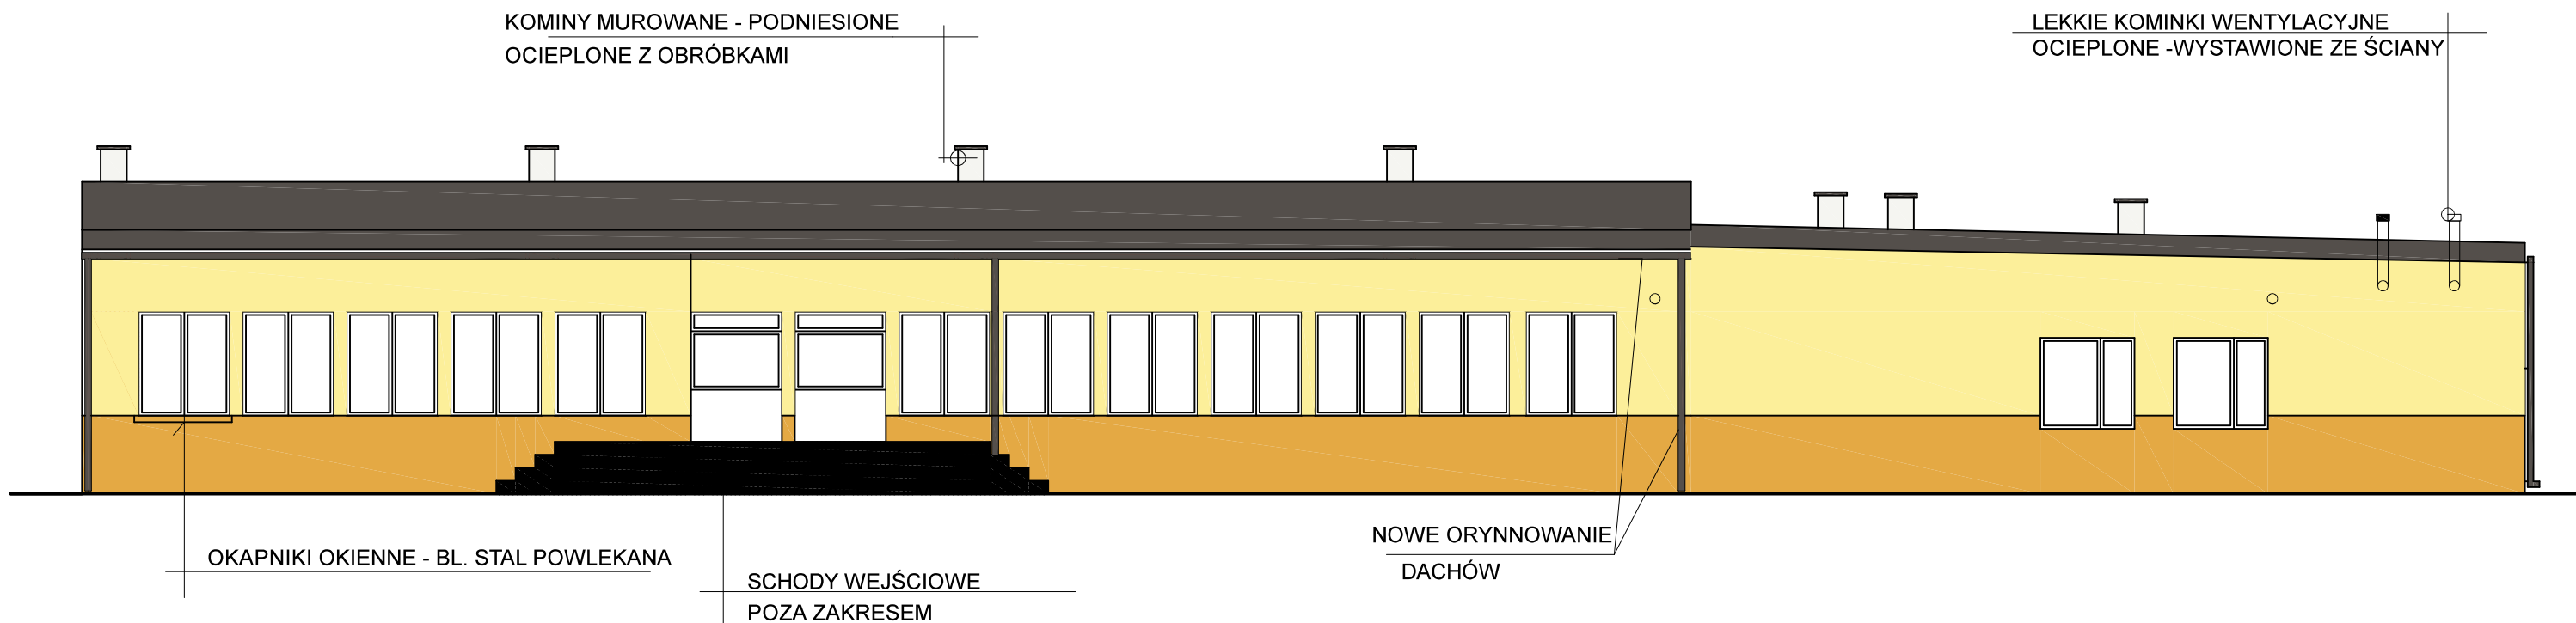 KOMINY MUROWANE - PODNIESIONE
OCIEPLONE Z OBRÓBKAMI
LEKKIE KOMINKI WENTYLACYJNE
OCIEPLONE -WYSTAWIONE ZE ŚCIANY
OKAPNIKI OKIENNE - BL. STAL POWLEKANA
SCHODY WEJŚCIOWE
POZA ZAKRESEM
NOWE ORYNNOWANIE
DACHÓW